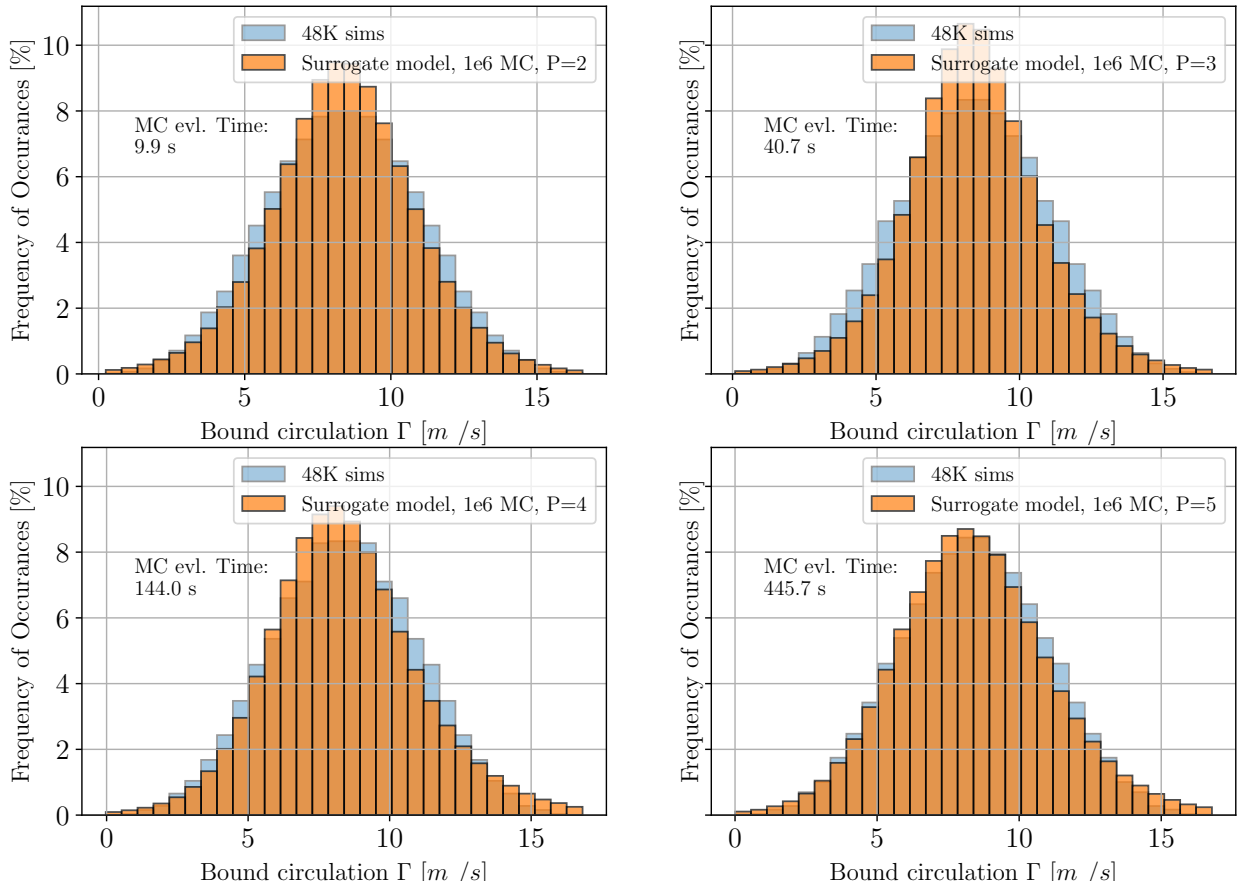 48K sims
Surrogate model, 1e6 MC, P=2
MC evl. Time:
9.9 s
Frequency of Occurances [%]
0
2
4
6
8
10
0
5
10
15
Bound circulation Γ [m /s]
48K sims
Surrogate model, 1e6 MC, P=3
MC evl. Time:
40.7 s
Frequency of Occurances [%]
0
5
10
15
Bound circulation Γ [m /s]
48K sims
Surrogate model, 1e6 MC, P=4
MC evl. Time:
144.0 s
Frequency of Occurances [%]
0
2
4
6
8
10
0
5
10
15
Bound circulation Γ [m /s]
48K sims
Surrogate model, 1e6 MC, P=5
MC evl. Time:
445.7 s
Frequency of Occurances [%]
0
5
10
15
Bound circulation Γ [m /s]